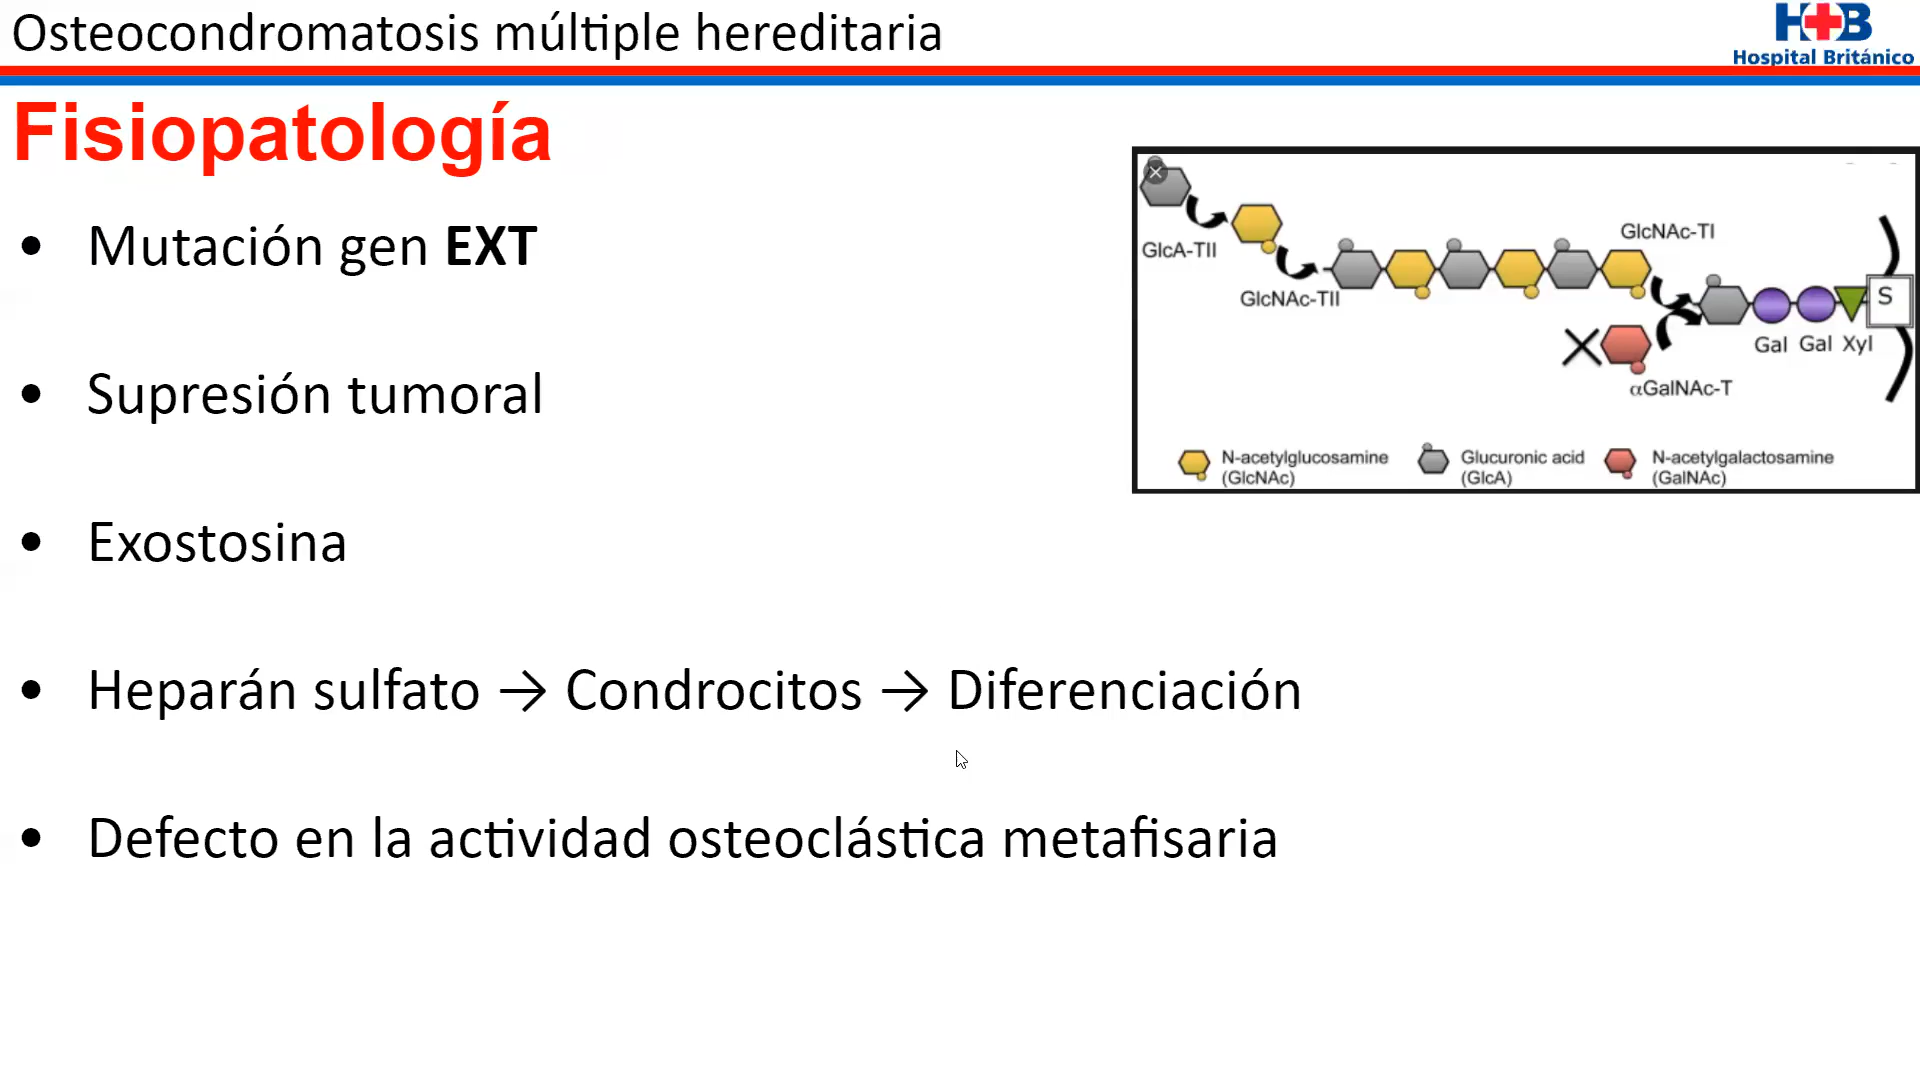 Osteocondromatosis múltiple hereditaria
H B
Hospital Británico
Fisiopatología
• Mutación gen EXT
• Supresión tumoral
• Exostosina
• Heparán sulfato → Condrocitos → Diferenciación
• Defecto en la actividad osteoclástica metafisaria
GlcA-TII
GlcNAc-TII
GlcNAc-TI
S
Gal Gal Xyl
αGalNAc-T
N-acetylglucosamine
(GlcNAc)
Glucuronic acid
(GlcA)
N-acetylgalactosamine
(GalNAc)